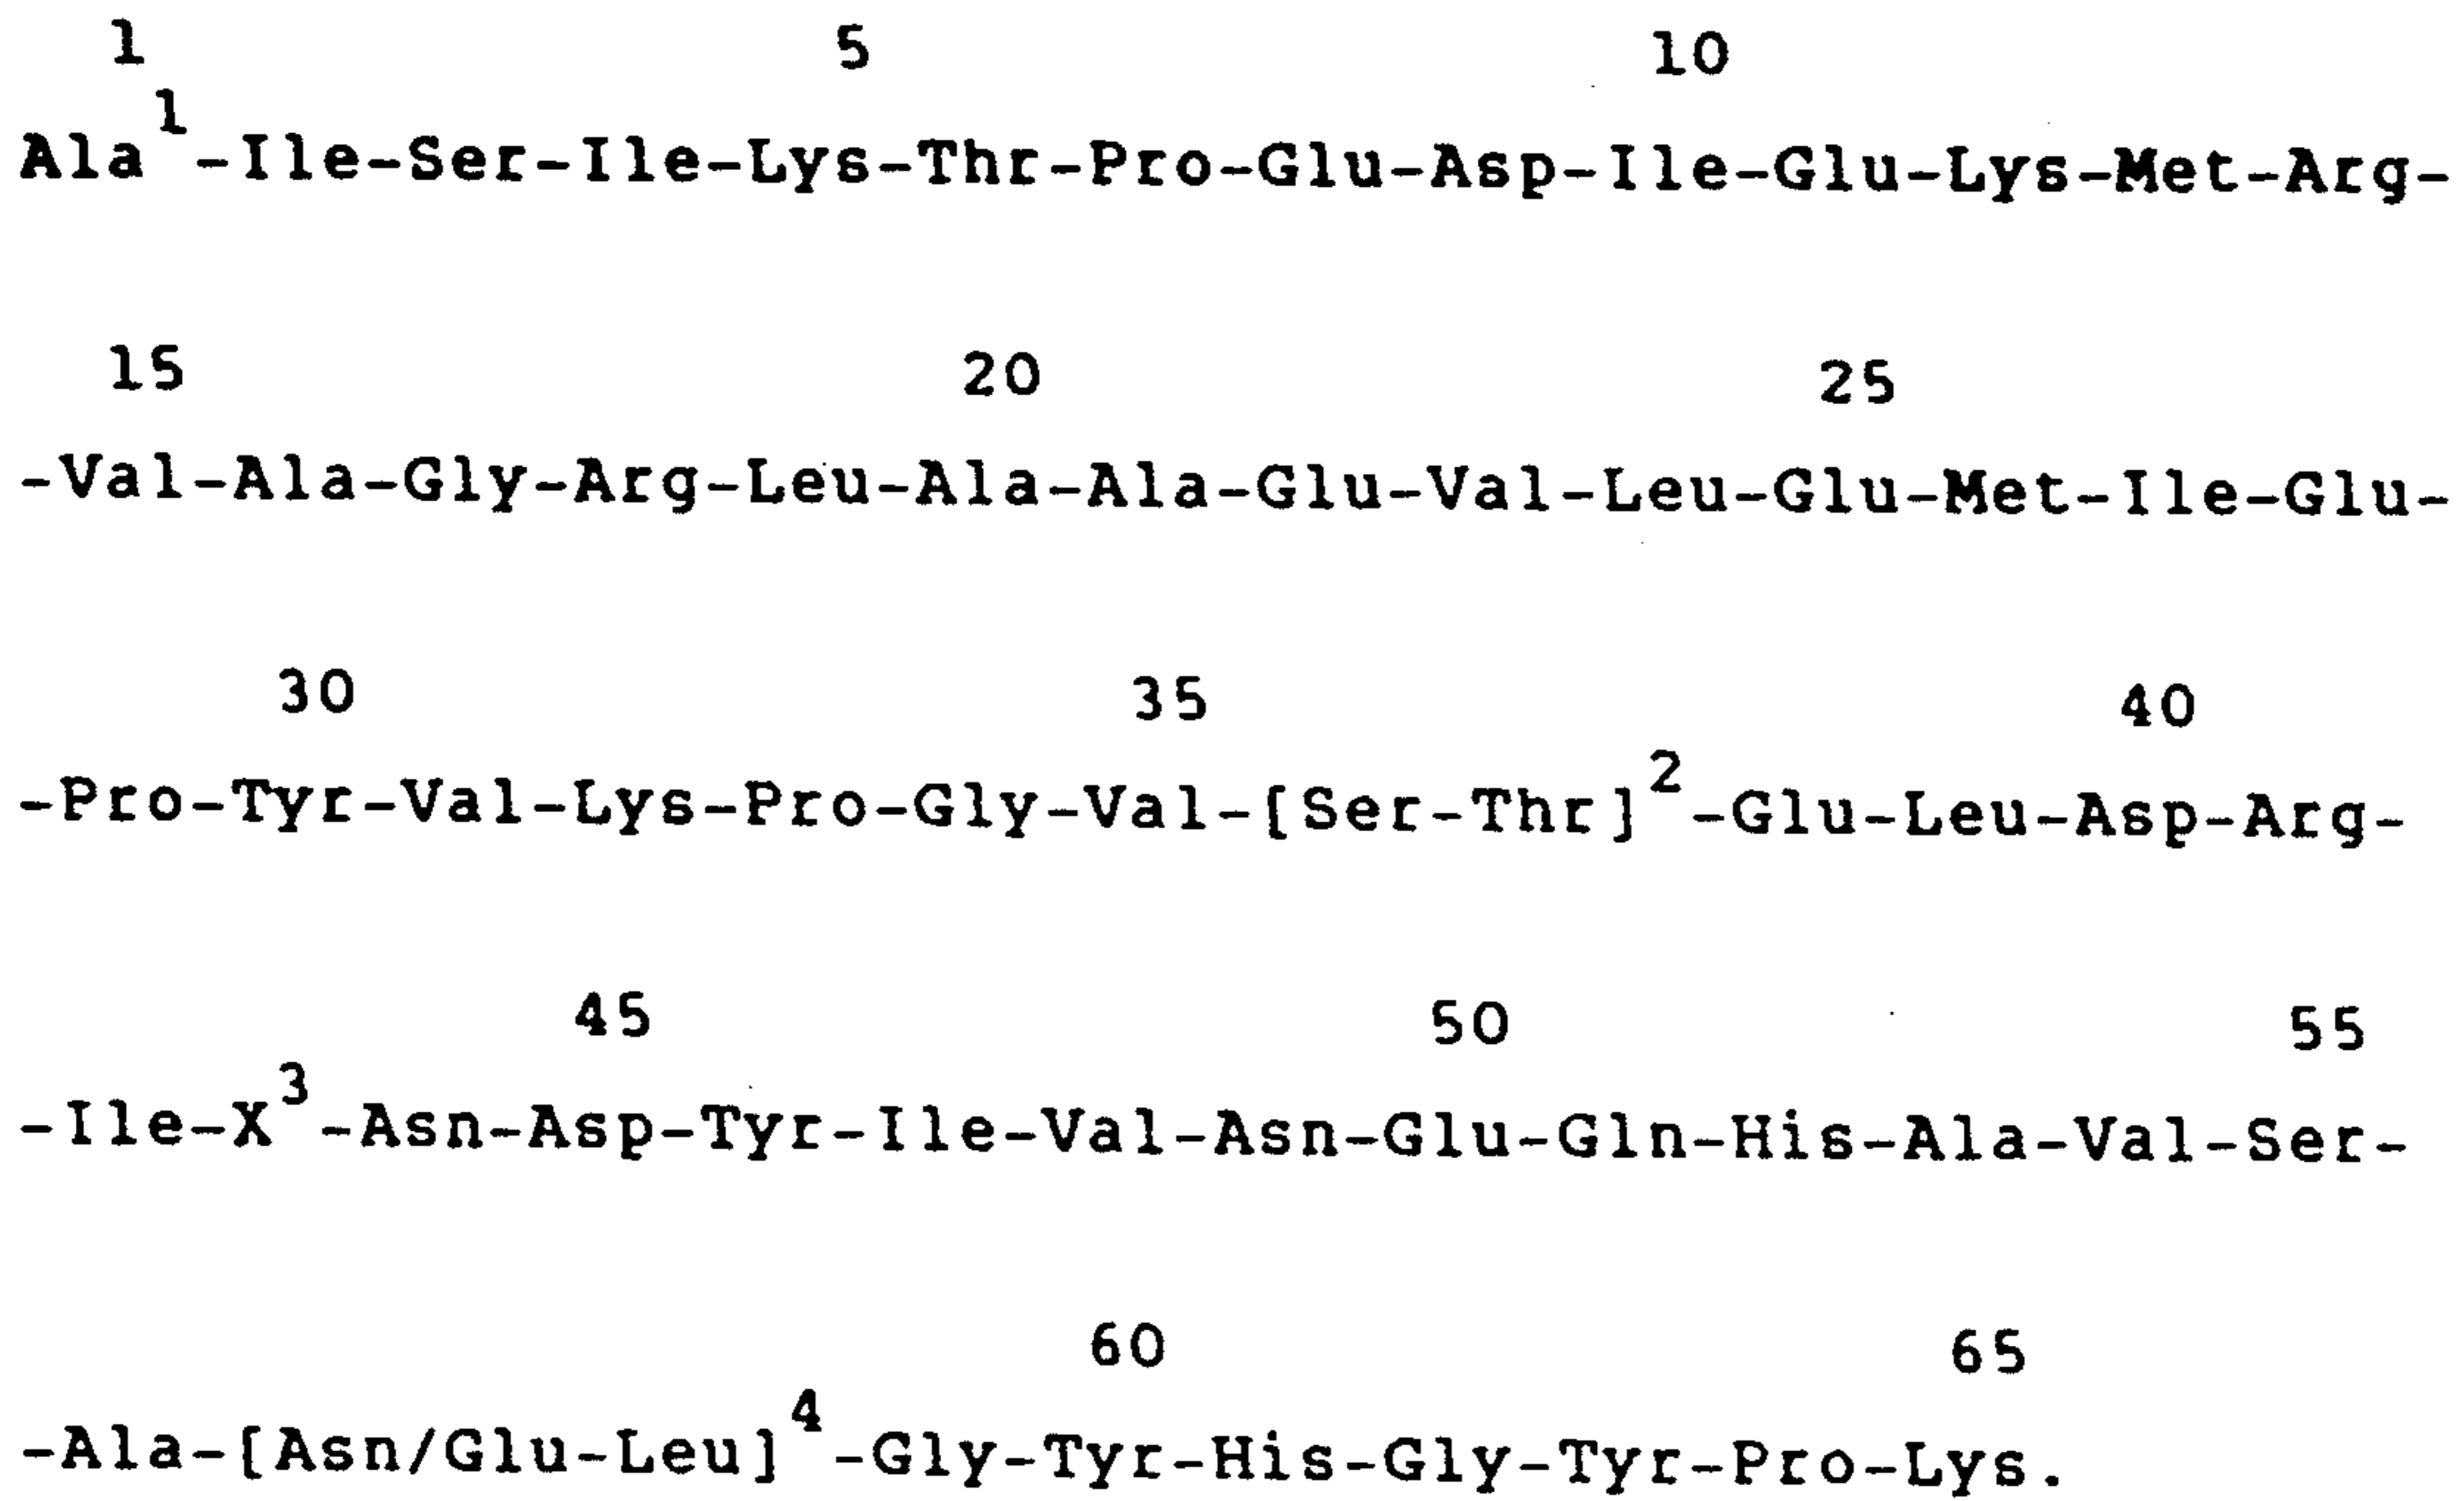 1 5 10
Ala¹-Ile-Ser-Ile-Lys-Thr-Pro-Glu-Asp-Ile-Glu-Lys-Met-Arg-
15 20 25
-Val-Ala-Gly-Arg-Leu-Ala-Ala-Glu-Val-Leu-Glu-Met-Ile-Glu-
30 35 40
-Pro-Tyr-Val-Lys-Pro-Gly-Val-[Ser-Thr]²-Glu-Leu-Asp-Arg-
45 50 55
-Ile-X³-Asn-Asp-Tyr-Ile-Val-Asn-Glu-Gln-His-Ala-Val-Ser-
60 65
-Ala-[Asn/Glu-Leu]⁴-Gly-Tyr-His-Gly-Tyr-Pro-Lys.